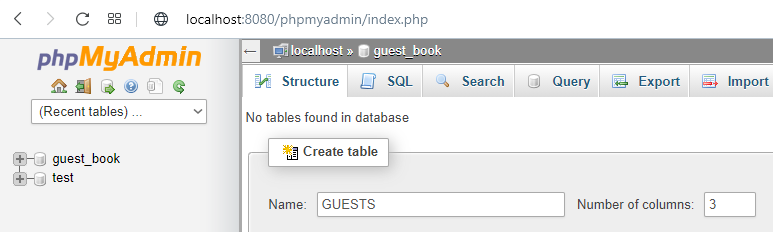 localhost:8080/phpmyadmin/index.php
phpMyAdmin
(Recent tables) ...
guest_book
test
localhost » guest_book
Structure SQL Search Query Export Import
No tables found in database
Create table
Name: GUESTS Number of columns: 3